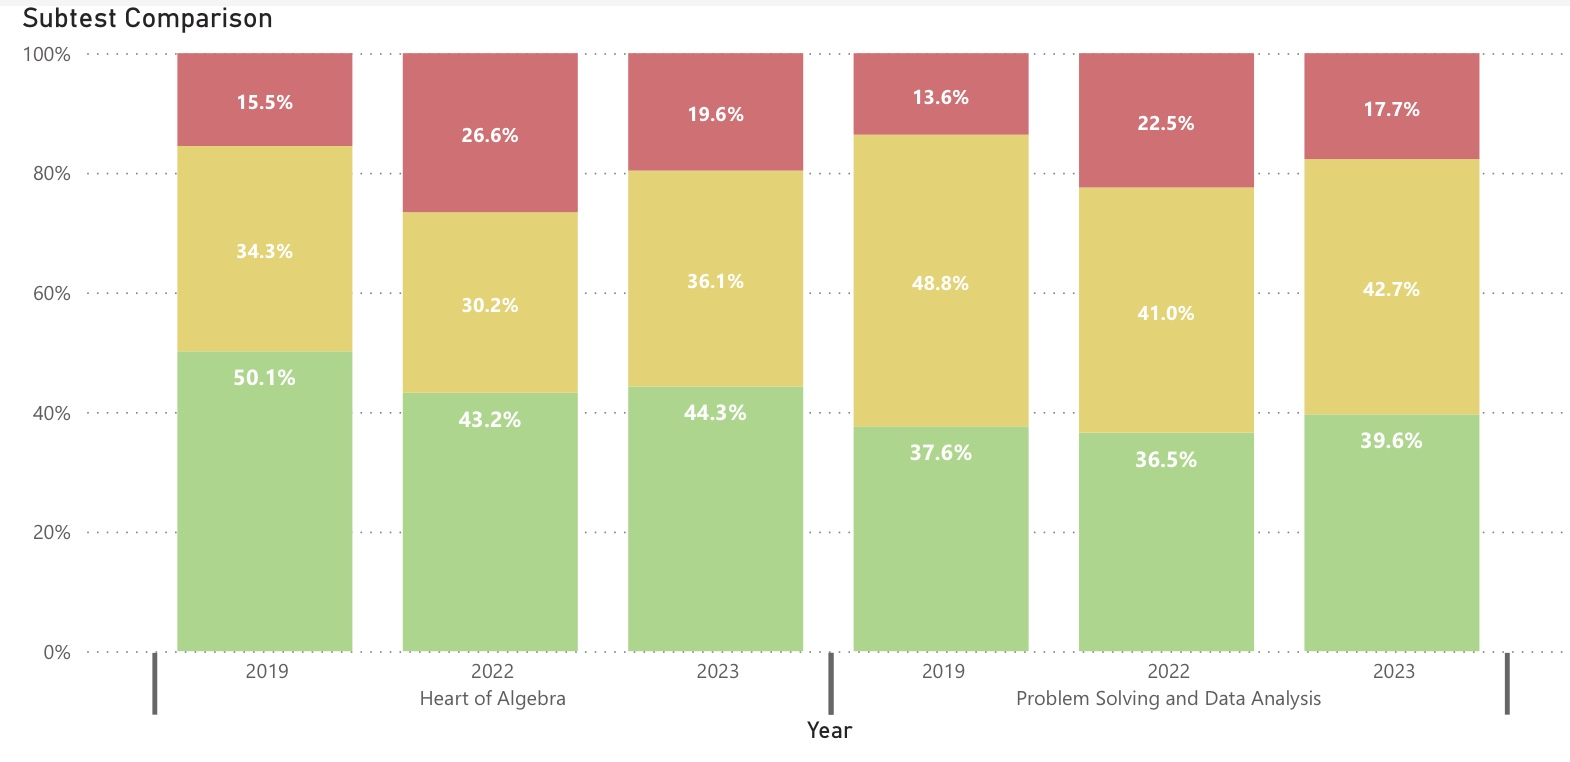 Subtest Comparison
100%
80%
60%
40%
20%
0%
15.5% 26.6% 19.6% 13.6% 22.5% 17.7%
34.3% 30.2% 36.1% 48.8% 41.0% 42.7%
50.1% 43.2% 44.3% 37.6% 36.5% 39.6%
2019 2022 2023 2019 2022 2023
Heart of Algebra Problem Solving and Data Analysis
Year